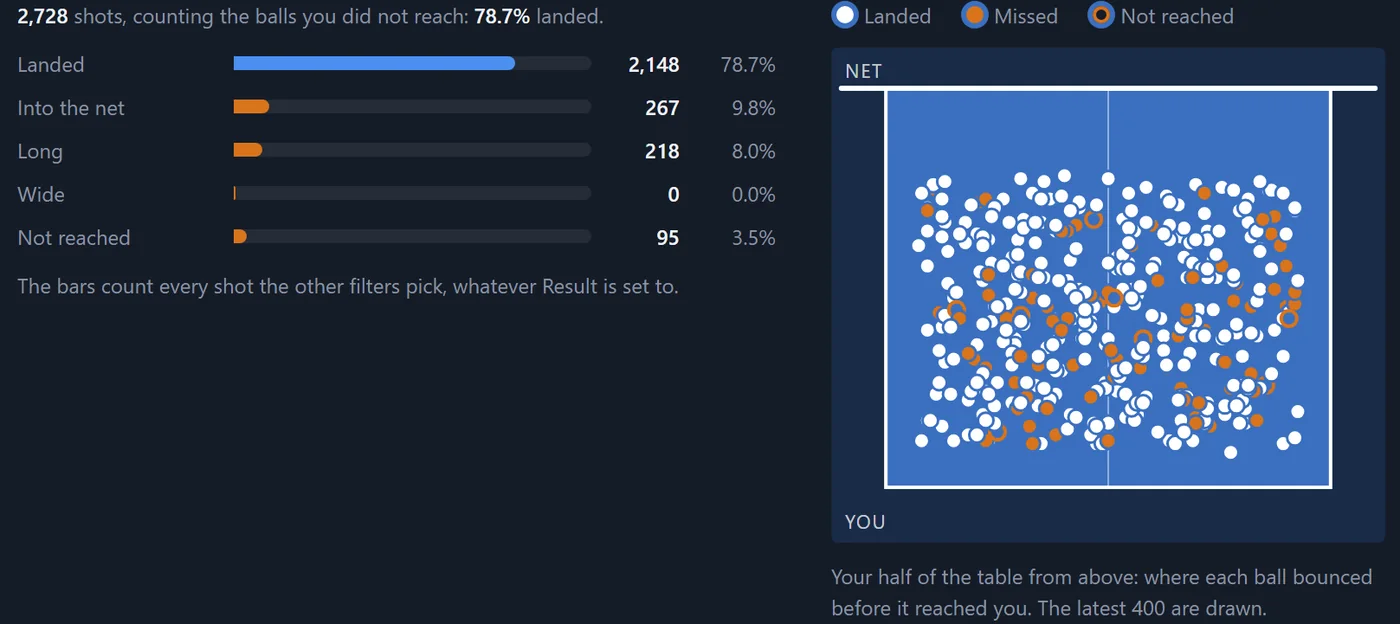 2,728 shots, counting the balls you did not reach: 78.7% landed.
Landed 2,148 78.7%
Into the net 267 9.8%
Long 218 8.0%
Wide 0 0.0%
Not reached 95 3.5%
The bars count every shot the other filters pick, whatever Result is set to.
Landed Missed Not reached
NET
YOU
Your half of the table from above: where each ball bounced
before it reached you. The latest 400 are drawn.